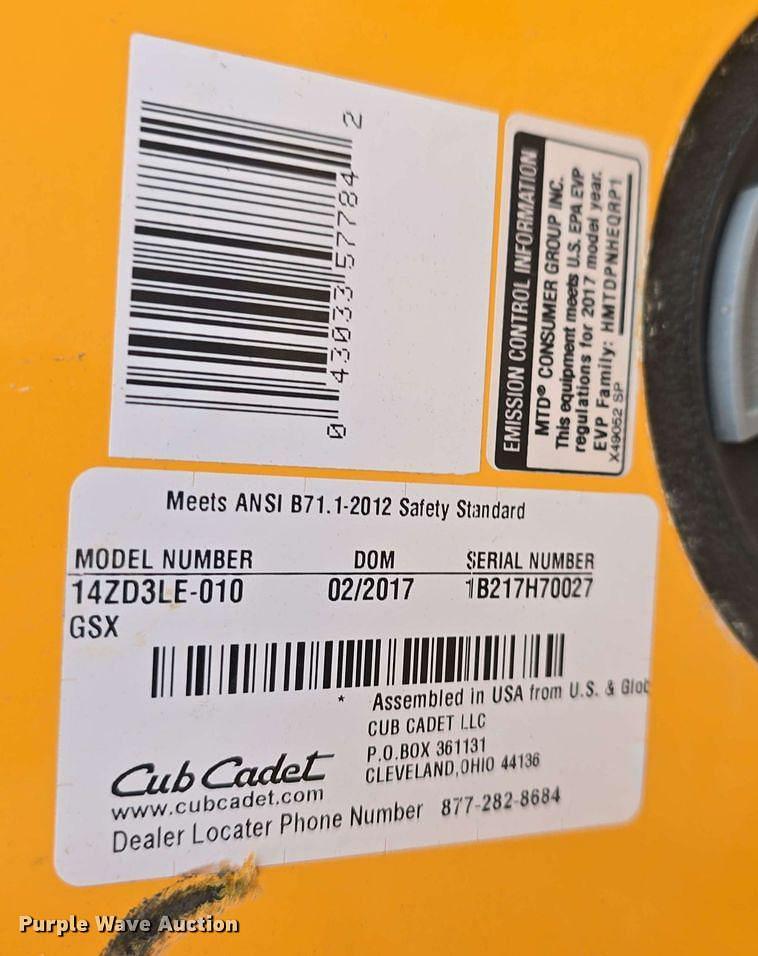 0 43033 57784 2
EMISSION CONTROL INFORMATION
MTD® CONSUMER GROUP INC.
This equipment meets U.S. EPA EVP
regulations for 2017 model year.
EVP Family: HMTDPNHEQRP1
X49052 SP
Meets ANSI B71.1-2012 Safety Standard
MODEL NUMBER DOM SERIAL NUMBER
14ZD3LE-010 02/2017 1B217H70027
GSX
* Assembled in USA from U.S. & Glob
CUB CADET LLC
P.O.BOX 361131
CLEVELAND,OHIO 44136
Cub Cadet
www.cubcadet.com
Dealer Locater Phone Number 877-282-8684
Purple Wave Auction